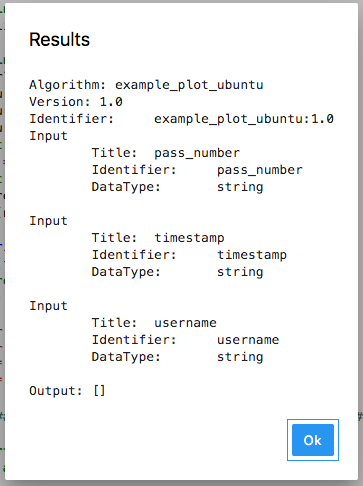 Results
Algorithm: example_plot_ubuntu
Version: 1.0
Identifier: example_plot_ubuntu:1.0
Input
Title: pass_number
Identifier: pass_number
DataType: string
Input
Title: timestamp
Identifier: timestamp
DataType: string
Input
Title: username
Identifier: username
DataType: string
Output: []
Ok